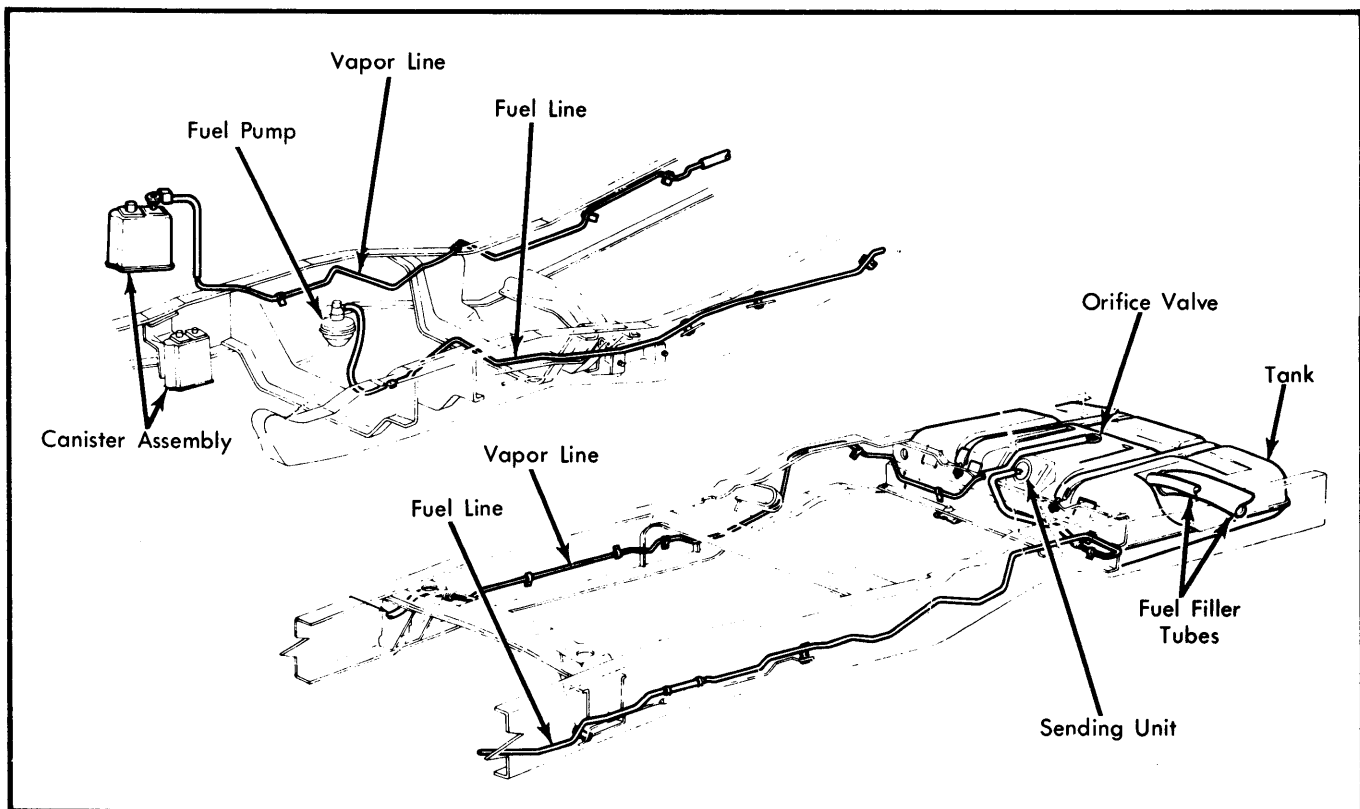 Vapor Line
Fuel Line
Fuel Pump
Canister Assembly
Orifice Valve
Tank
Vapor Line
Fuel Line
Fuel Filler
Tubes
Sending Unit